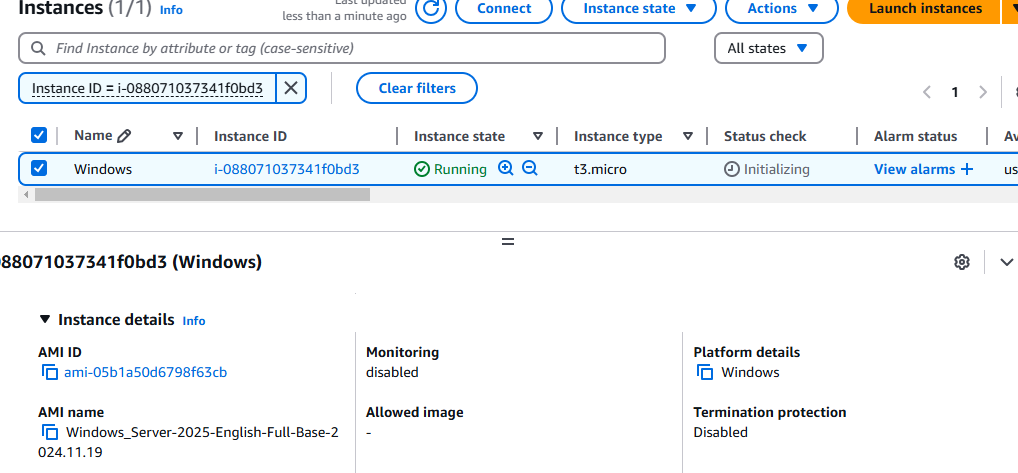 Instances (1/1) Info
Last updated
less than a minute ago
Connect
Instance state
Actions
Launch instances
Find Instance by attribute or tag (case-sensitive)
All states
Instance ID = i-088071037341f0bd3
Clear filters
1
Name Instance ID Instance state Instance type Status check Alarm status
Windows i-088071037341f0bd3 Running t3.micro Initializing View alarms us
088071037341f0bd3 (Windows)
Instance details Info
AMI ID
ami-05b1a50d6798f63cb
Monitoring
disabled
Platform details
Windows
AMI name
Windows_Server-2025-English-Full-Base-2
024.11.19
Allowed image
-
Termination protection
Disabled